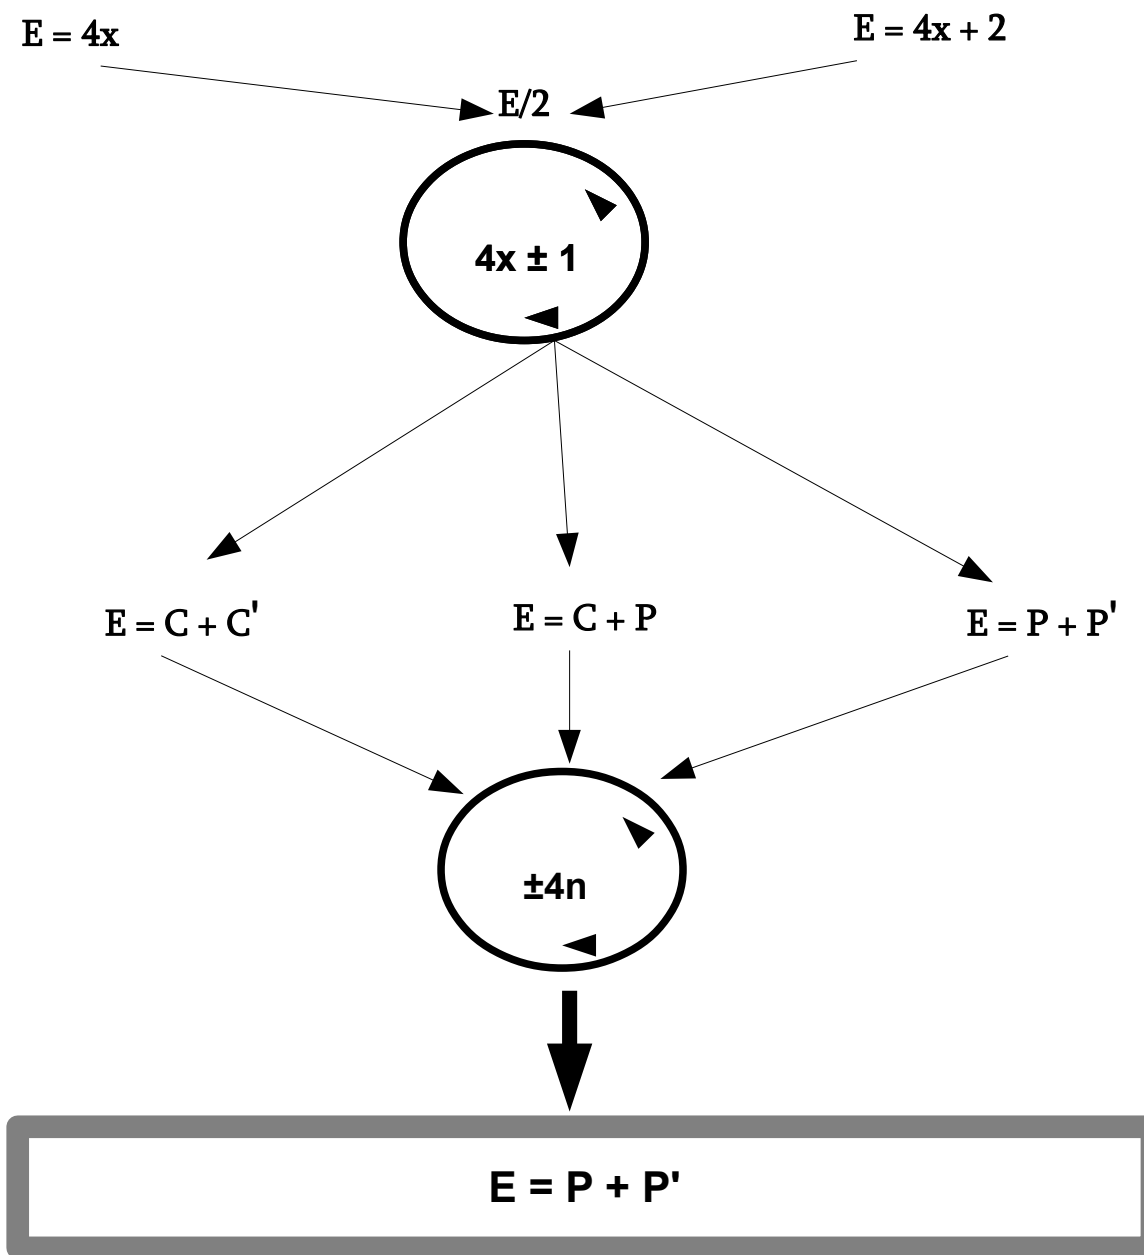 E = 4x
E = 4x + 2
E/2
4x ± 1
E = C + C'
E = C + P
E = P + P'
±4n
E = P + P'